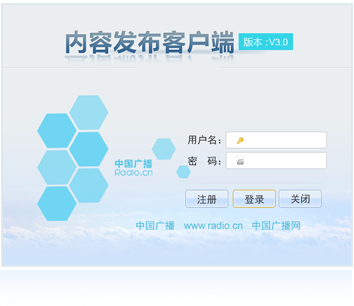 内容发布客户端
版本：V3.0
用户名：
中国广播
Radio.cn
密 码：
注册 登录 关闭
中国广播 www.radio.cn 中国广播网